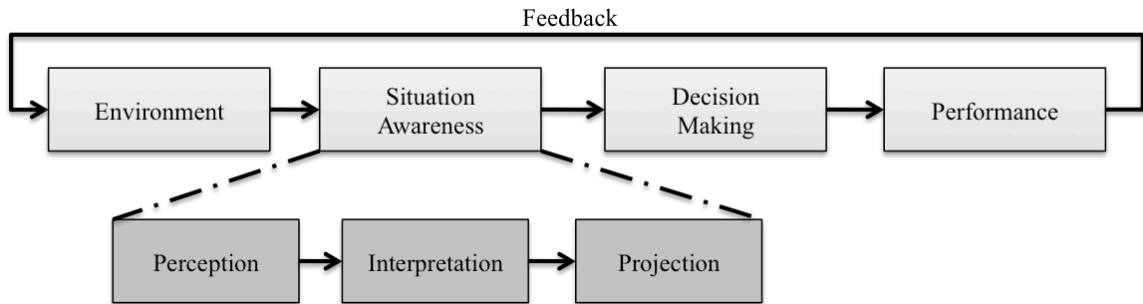 Feedback
Environment
Situation
Awareness
Decision
Making
Performance
Perception
Interpretation
Projection